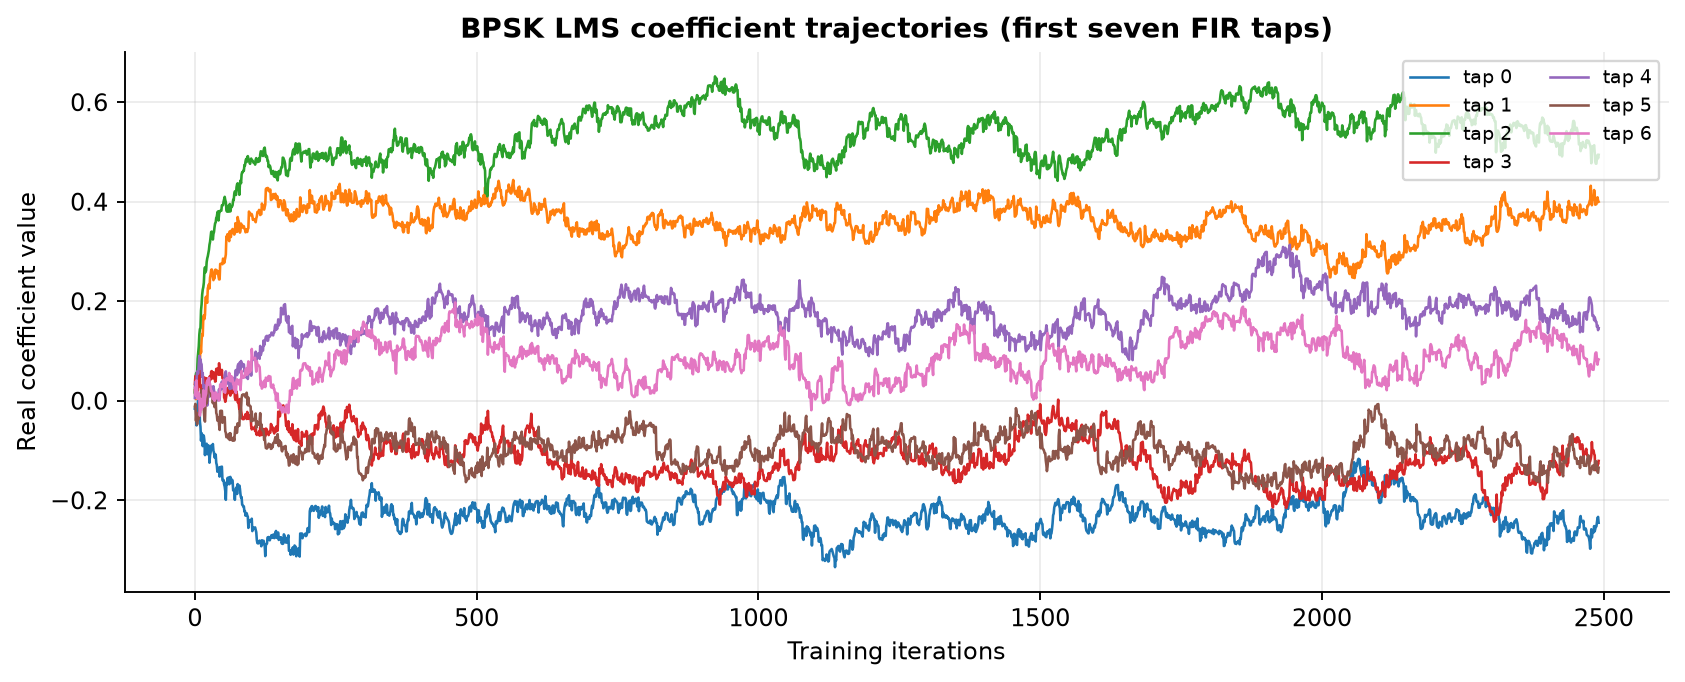 BPSK LMS coefficient trajectories (first seven FIR taps)
tap 0
tap 1
tap 2
tap 3
tap 4
tap 5
tap 6
Real coefficient value
0.6
0.4
0.2
0.0
−0.2
0
500
1000
1500
2000
2500
Training iterations